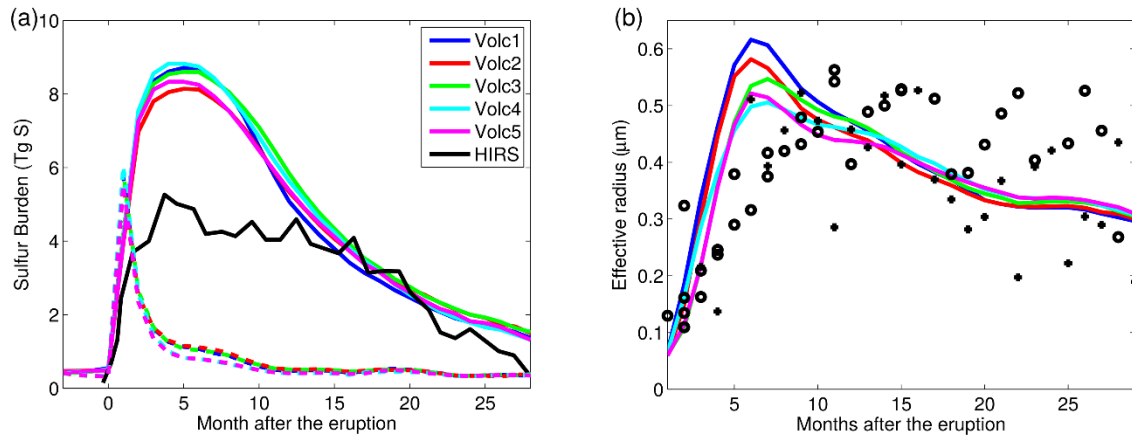 (a)
10
8
6
4
2
0
Sulfur Burden (Tg S)
0 5 10 15 20 25
Month after the eruption
Volc1
Volc2
Volc3
Volc4
Volc5
HIRS
(b)
0.6
0.5
0.4
0.3
0.2
0.1
0
Effective radius (μm)
5 10 15 20 25
Months after the eruption